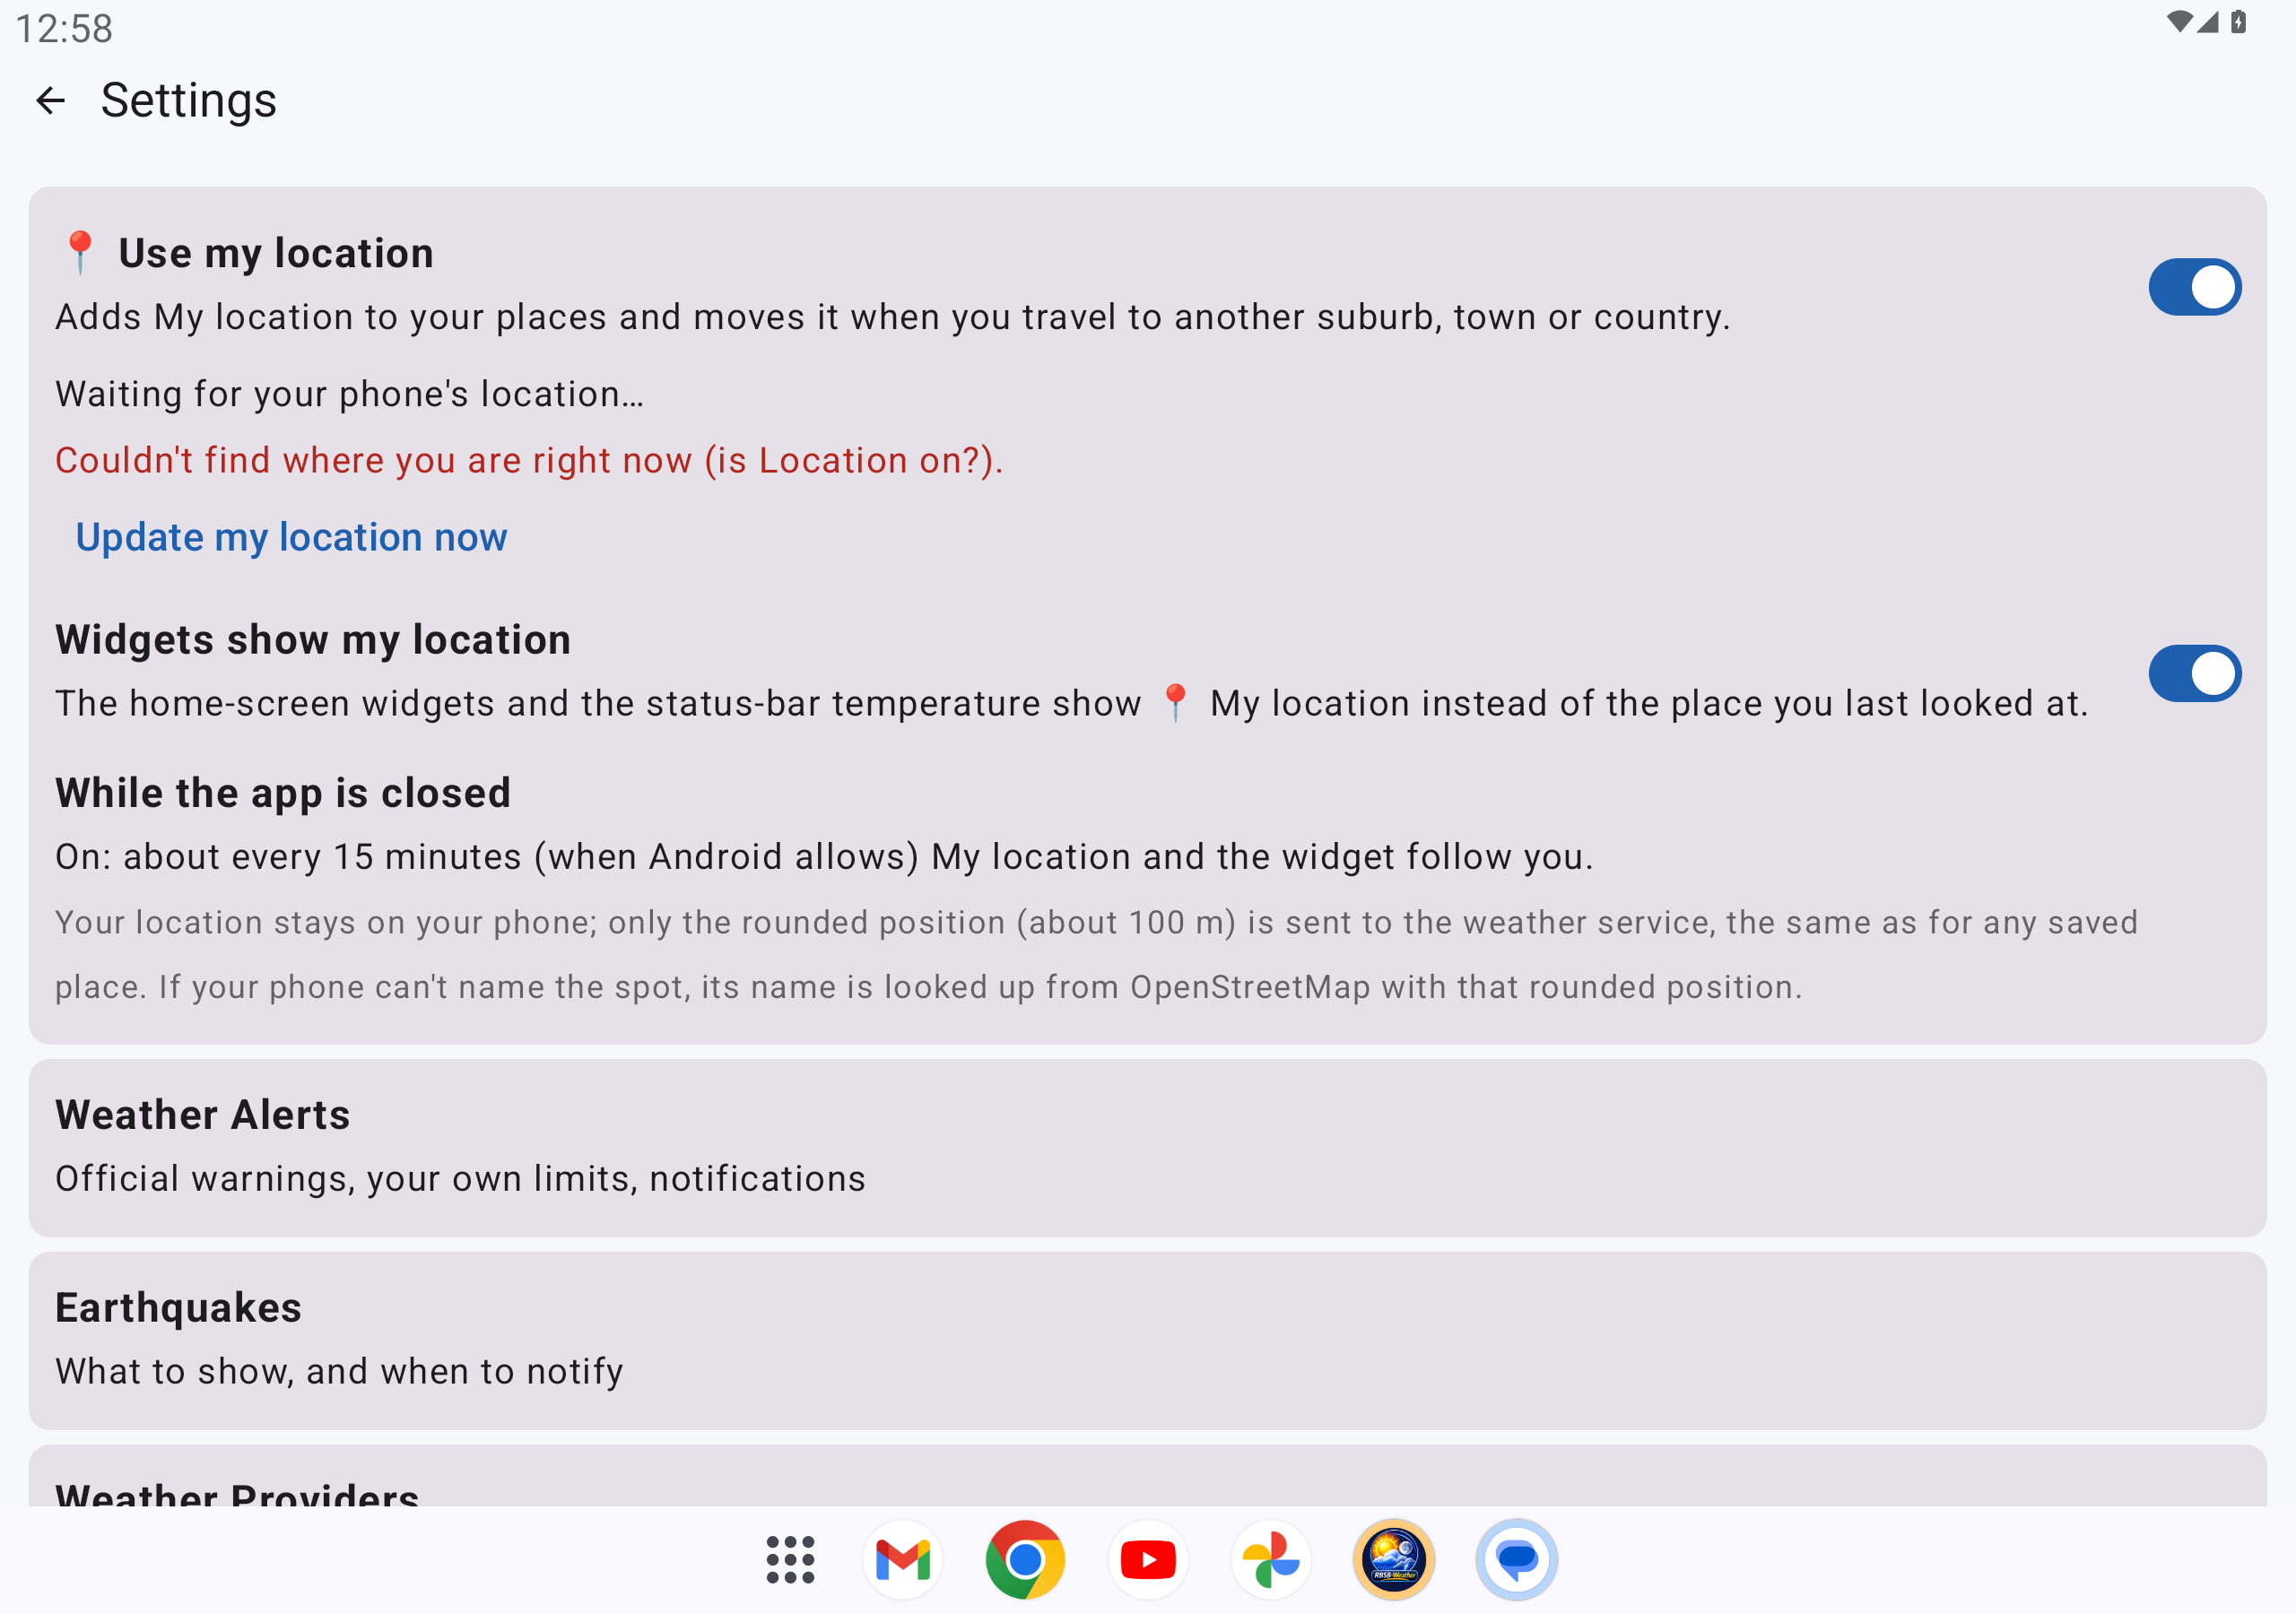 12:58
Settings
Use my location
Adds My location to your places and moves it when you travel to another suburb, town or country.
Waiting for your phone's location…
Couldn't find where you are right now (is Location on?).
Update my location now
Widgets show my location
The home-screen widgets and the status-bar temperature show 📍 My location instead of the place you last looked at.
While the app is closed
On: about every 15 minutes (when Android allows) My location and the widget follow you.
Your location stays on your phone; only the rounded position (about 100 m) is sent to the weather service, the same as for any saved
place. If your phone can't name the spot, its name is looked up from OpenStreetMap with that rounded position.
Weather Alerts
Official warnings, your own limits, notifications
Earthquakes
What to show, and when to notify
Weather Providers
RBSB-Weather